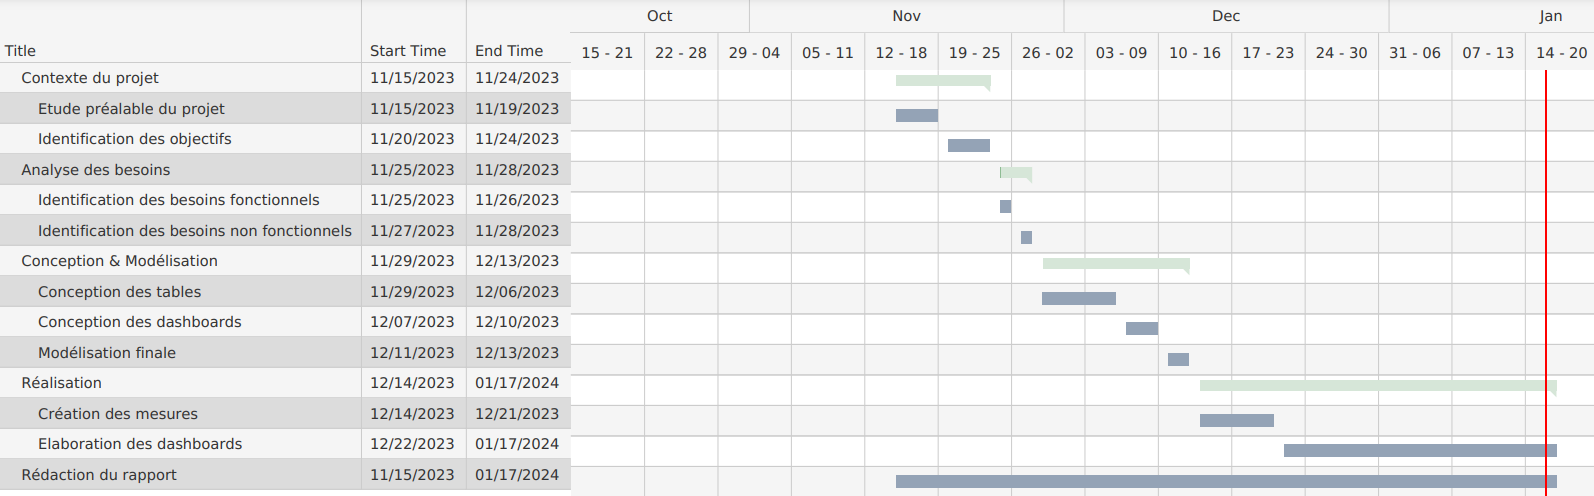 Oct Nov Dec Jan
Title Start Time End Time 15 - 21 22 - 28 29 - 04 05 - 11 12 - 18 19 - 25 26 - 02 03 - 09 10 - 16 17 - 23 24 - 30 31 - 06 07 - 13 14 - 20
Contexte du projet 11/15/2023 11/24/2023
Etude préalable du projet 11/15/2023 11/19/2023
Identification des objectifs 11/20/2023 11/24/2023
Analyse des besoins 11/25/2023 11/28/2023
Identification des besoins fonctionnels 11/25/2023 11/26/2023
Identification des besoins non fonctionnels 11/27/2023 11/28/2023
Conception & Modélisation 11/29/2023 12/13/2023
Conception des tables 11/29/2023 12/06/2023
Conception des dashboards 12/07/2023 12/10/2023
Modélisation finale 12/11/2023 12/13/2023
Réalisation 12/14/2023 01/17/2024
Création des mesures 12/14/2023 12/21/2023
Elaboration des dashboards 12/22/2023 01/17/2024
Rédaction du rapport 11/15/2023 01/17/2024